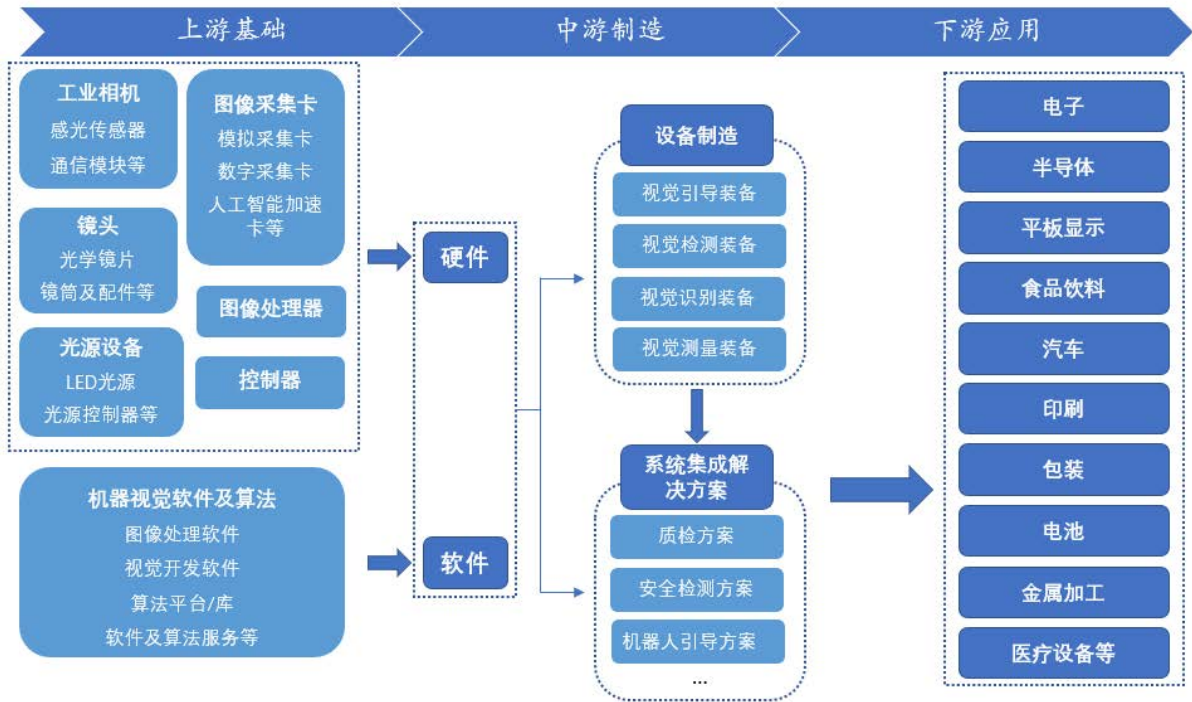 上游基础
中游制造
下游应用
工业相机
感光传感器
通信模块等
图像采集卡
模拟采集卡
数字采集卡
人工智能加速
卡等
镜头
光学镜片
镜筒及配件等
图像处理器
光源设备
LED光源
光源控制器等
控制器
机器视觉软件及算法
图像处理软件
视觉开发软件
算法平台/库
软件及算法服务等
硬件
软件
设备制造
视觉引导装备
视觉检测装备
视觉识别装备
视觉测量装备
系统集成解
决方案
质检方案
安全检测方案
机器人引导方案
...
电子
半导体
平板显示
食品饮料
汽车
印刷
包装
电池
金属加工
医疗设备等